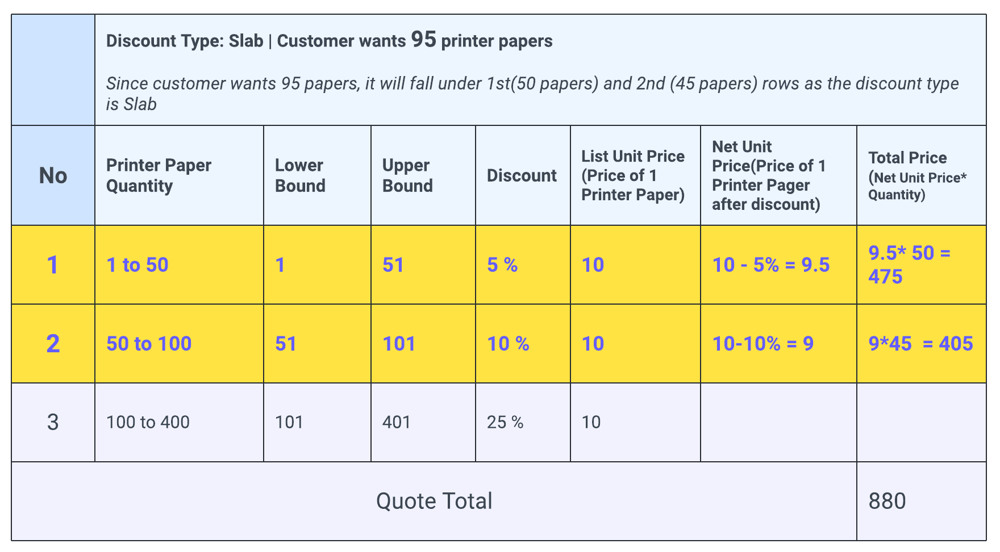 Discount Type: Slab | Customer wants 95 printer papers
Since customer wants 95 papers, it will fall under 1st(50 papers) and 2nd (45 papers) rows as the discount type
is Slab
No
Printer Paper
Quantity
Lower
Bound
Upper
Bound
Discount
List Unit Price
(Price of 1
Printer Paper)
Net Unit
Price(Price of 1
Printer Pager
after discount)
Total Price
(Net Unit Price*
Quantity)
1
1 to 50
1
51
5 %
10
10 - 5% = 9.5
9.5* 50 =
475
2
50 to 100
51
101
10 %
10
10-10% = 9
9*45  = 405
3
100 to 400
101
401
25 %
10
Quote Total
880